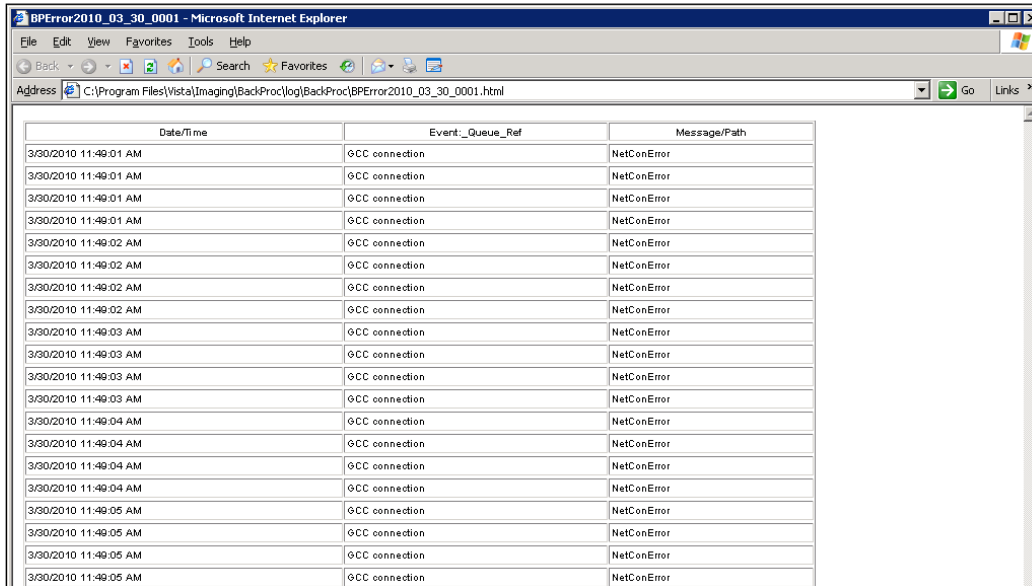 BPError2010_03_30_0001 - Microsoft Internet Explorer
File Edit View Favorites Tools Help
Back Search Favorites
Address C:\Program Files\Vista\Imaging\BackProc\log\BackProc\BPError2010_03_30_0001.html Go Links »
Date/Time Event:_Queue_Ref Message/Path
3/30/2010 11:49:01 AM GCC connection NetConError
3/30/2010 11:49:01 AM GCC connection NetConError
3/30/2010 11:49:01 AM GCC connection NetConError
3/30/2010 11:49:01 AM GCC connection NetConError
3/30/2010 11:49:02 AM GCC connection NetConError
3/30/2010 11:49:02 AM GCC connection NetConError
3/30/2010 11:49:02 AM GCC connection NetConError
3/30/2010 11:49:02 AM GCC connection NetConError
3/30/2010 11:49:03 AM GCC connection NetConError
3/30/2010 11:49:03 AM GCC connection NetConError
3/30/2010 11:49:03 AM GCC connection NetConError
3/30/2010 11:49:03 AM GCC connection NetConError
3/30/2010 11:49:04 AM GCC connection NetConError
3/30/2010 11:49:04 AM GCC connection NetConError
3/30/2010 11:49:04 AM GCC connection NetConError
3/30/2010 11:49:04 AM GCC connection NetConError
3/30/2010 11:49:05 AM GCC connection NetConError
3/30/2010 11:49:05 AM GCC connection NetConError
3/30/2010 11:49:05 AM GCC connection NetConError
3/30/2010 11:49:05 AM GCC connection NetConError